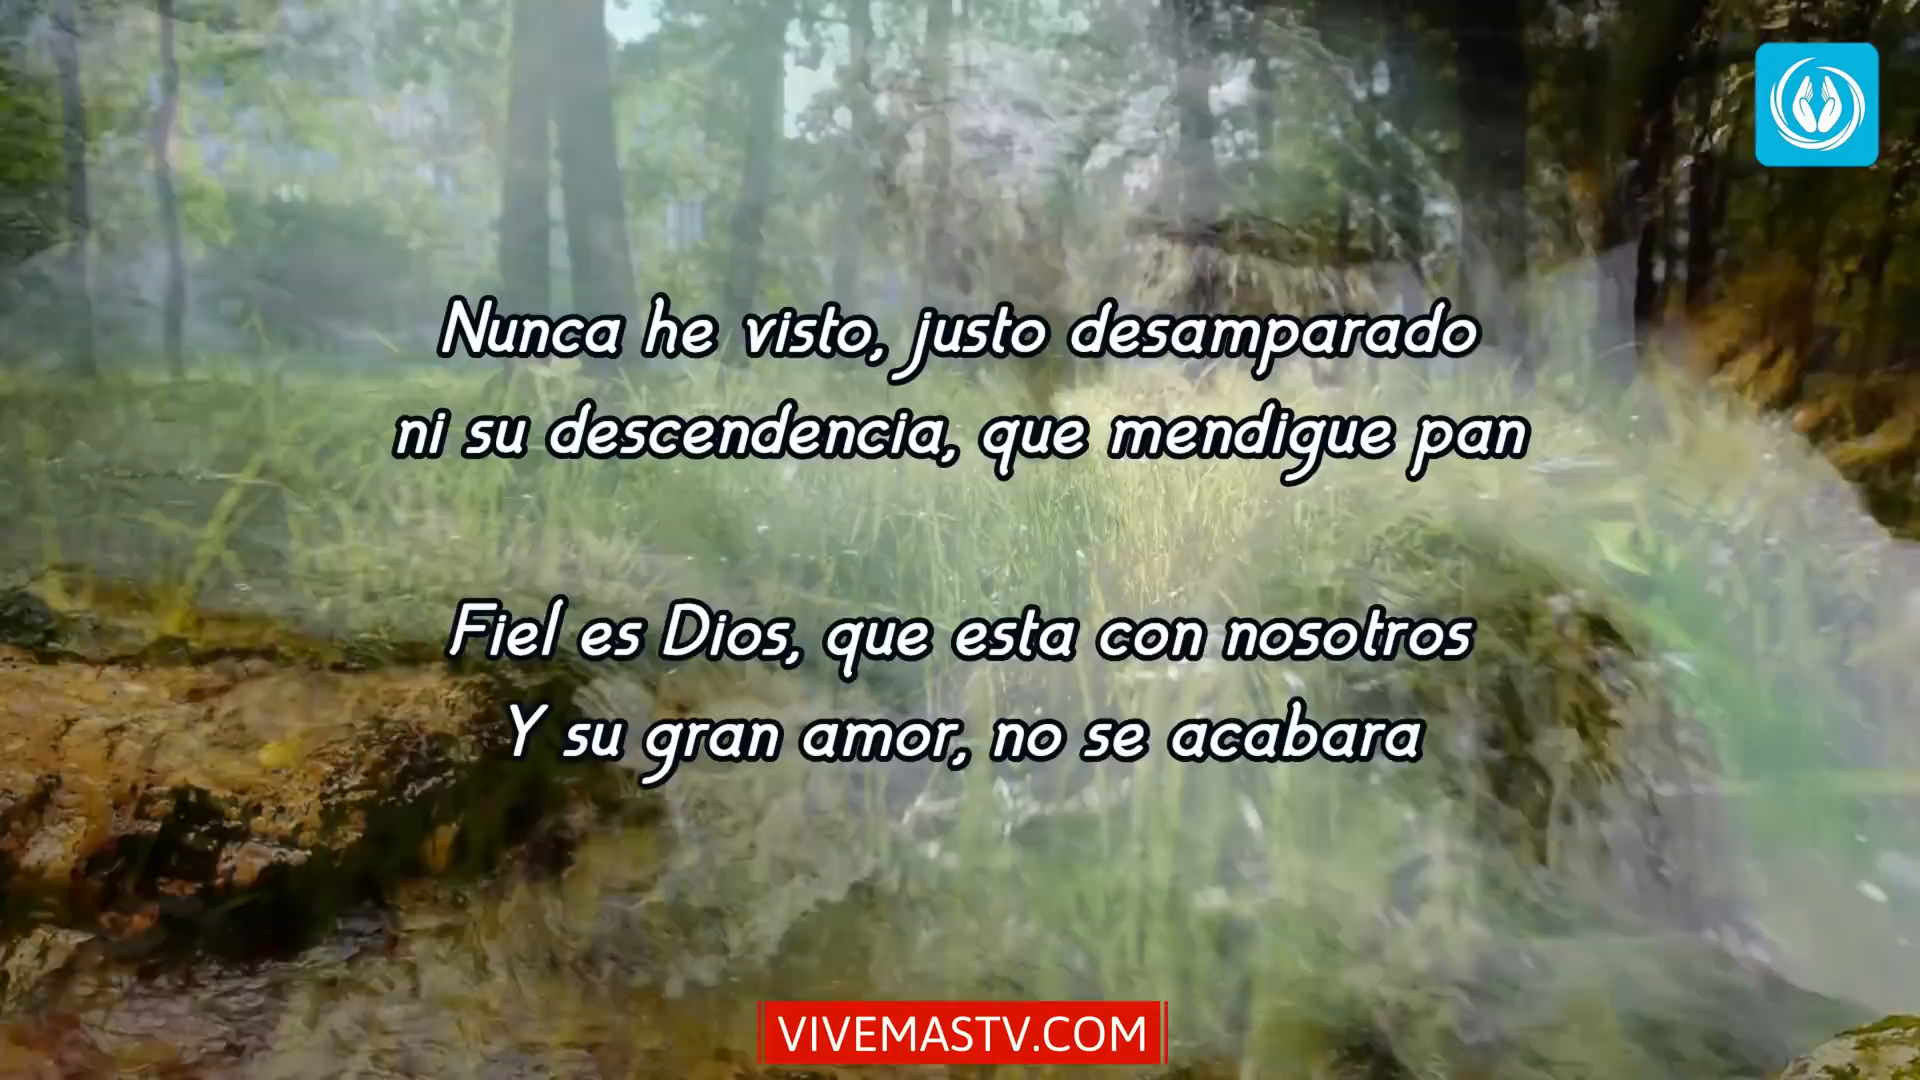 Nunca he visto, justo desamparado
ni su descendencia, que mendigue pan
Fiel es Dios, que esta con nosotros
Y su gran amor, no se acabara
VIVEMASTV.COM